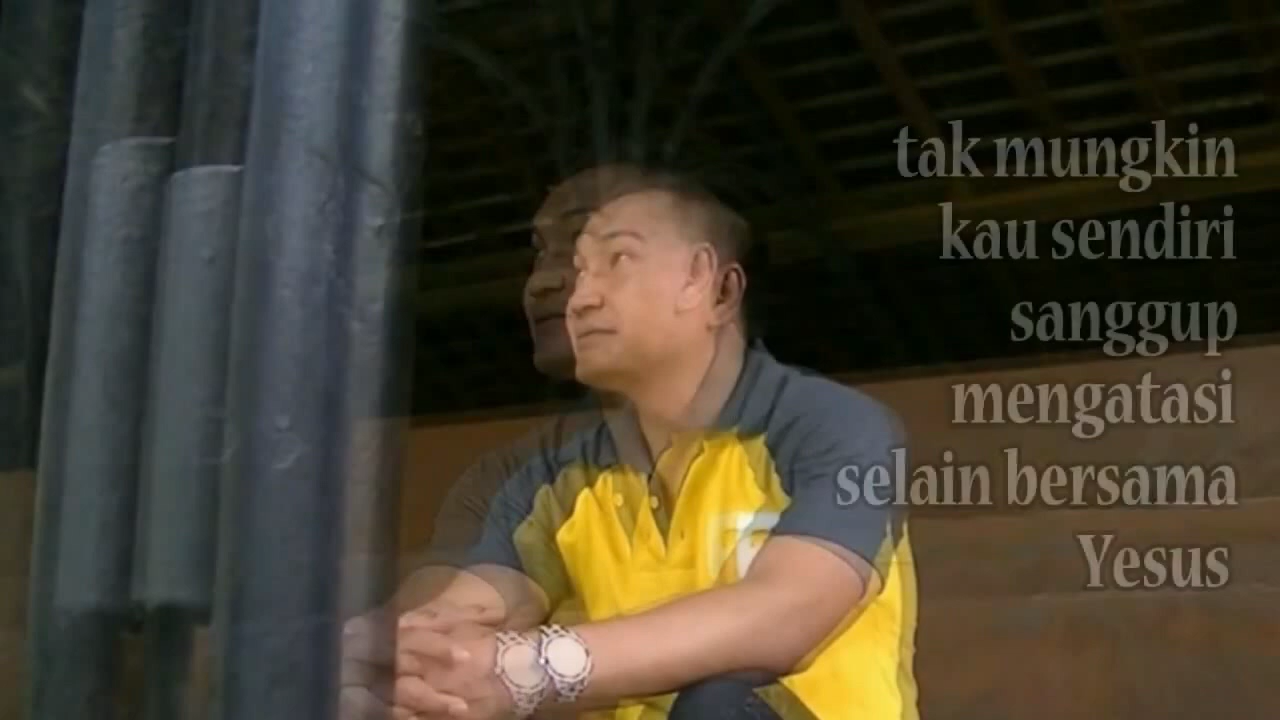 tak mungkin
kau sendiri
sanggup
mengatasi
selain bersama
Yesus